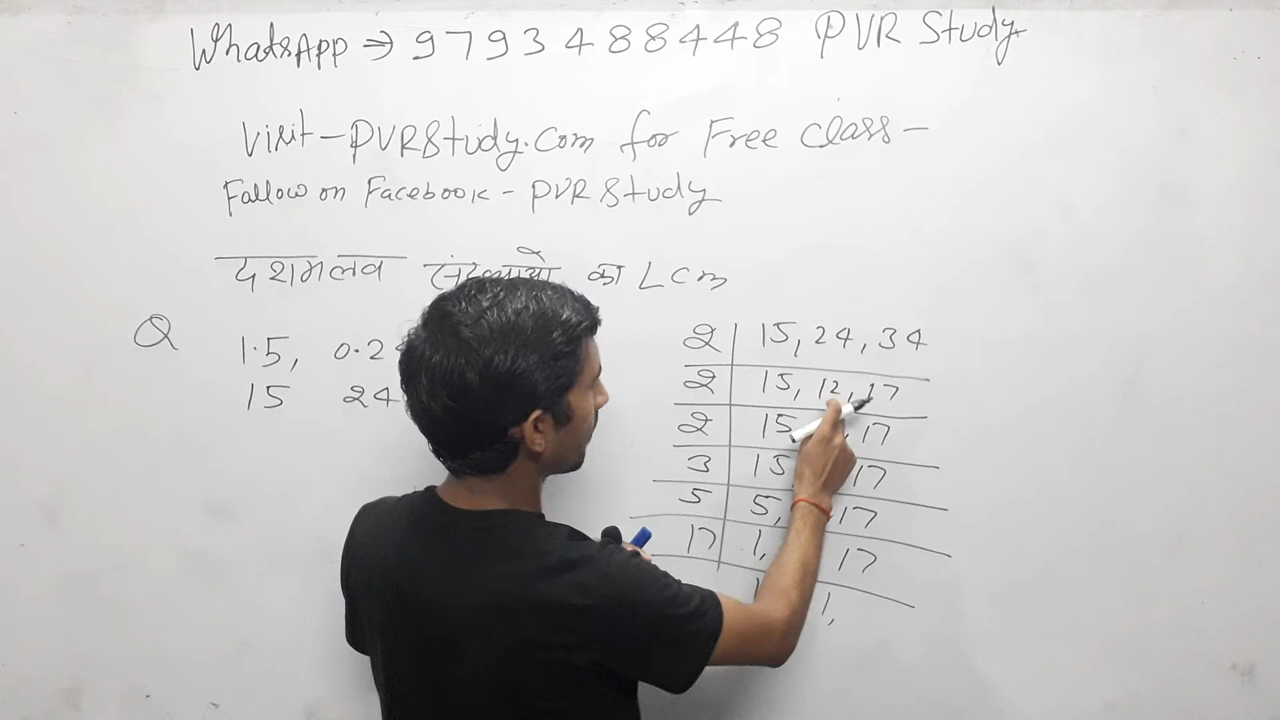 WhatsApp ⇒ 9793488448 PVR Study
Visit-PVRStudy.Com for Free Class-
Fallow on Facebook - PVR Study
दशमलव संख्याओं का LCM
Q 1.5, 0.2
15 24
2 | 15, 24, 34
2 | 15, 12, 17
2 | 15, 17
3 | 15, 17
5 | 5, 17
17 | 1, 17
1,